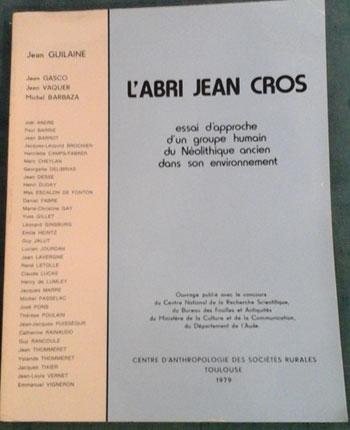 Jean GUILAINE
Jean GASCO
Jean VAQUER
Michel BARBAZA
Joël ANDRE
Paul BARRIE
Jean BARROT
Jacques-Léopold BROCHIER
Henriette CAMPS-FABRER
Marc CHEYLAN
Georgette DELIBRIAS
Jean DESSE
Henri DUDAY
Max ESCALON DE FONTON
Daniel FABRE
Marie-Christine GAY
Yves GILLET
Léonard GINSBURG
Emile HEINTZ
Guy JALUT
Lucien JOURDAN
Jean LAVERGNE
René LETOLLE
Claude LUCAS
Henry de LUMLEY
Jacques MARRE
Michel PASSELAC
José PONS
Thérèse POULAIN
Jean-Jacques PUISSEGUR
Catherine RAINAUDO
Guy RANCOULE
Jean THOMMERET
Yolande THOMMERET
Jacques TIXIER
Jean-Louis VERNET
Emmanuel VIGNERON
L'ABRI JEAN CROS
essai d'approche
d'un groupe humain
du Néolithique ancien
dans son environnement
Ouvrage publié avec le concours
du Centre National de la Recherche Scientifique,
du Bureau des Fouilles et Antiquités
du Ministère de la Culture et de la Communication,
du Département de l'Aude.
CENTRE D'ANTHROPOLOGIE DES SOCIÉTÉS RURALES
TOULOUSE
1979